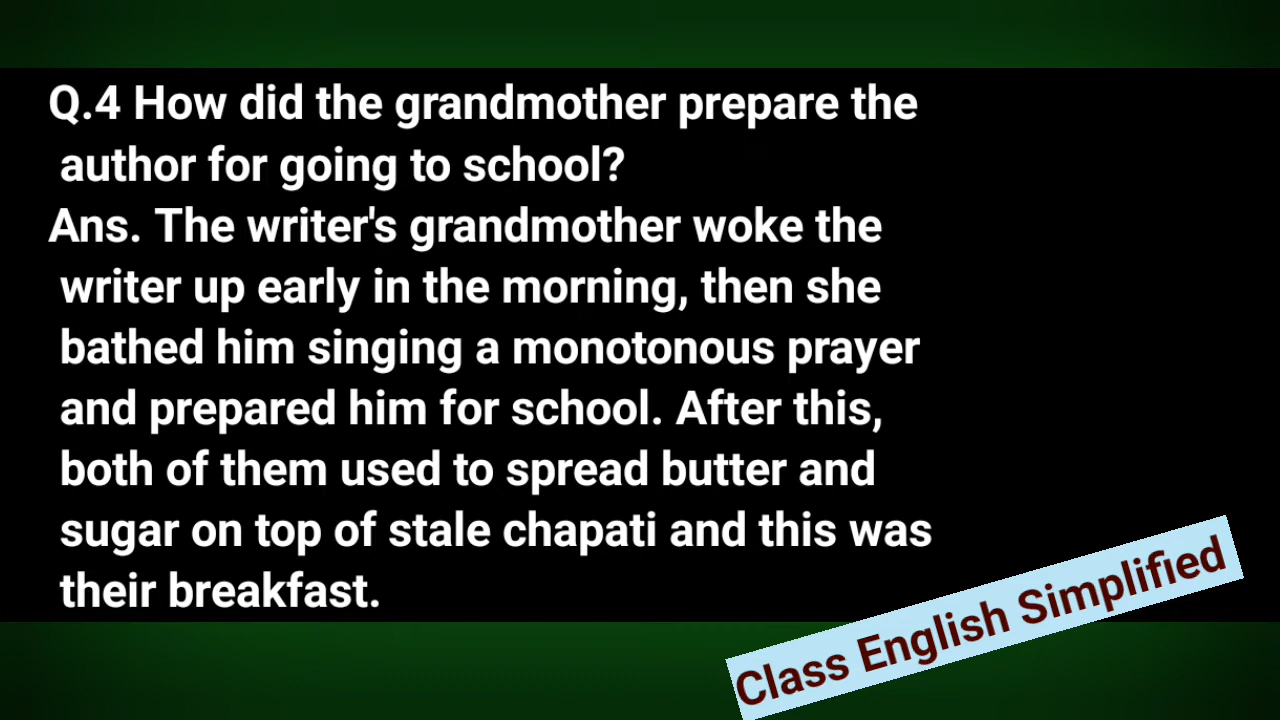 Q.4 How did the grandmother prepare the
author for going to school?
Ans. The writer's grandmother woke the
writer up early in the morning, then she
bathed him singing a monotonous prayer
and prepared him for school. After this,
both of them used to spread butter and
sugar on top of stale chapati and this was
their breakfast.
Class English Simplified